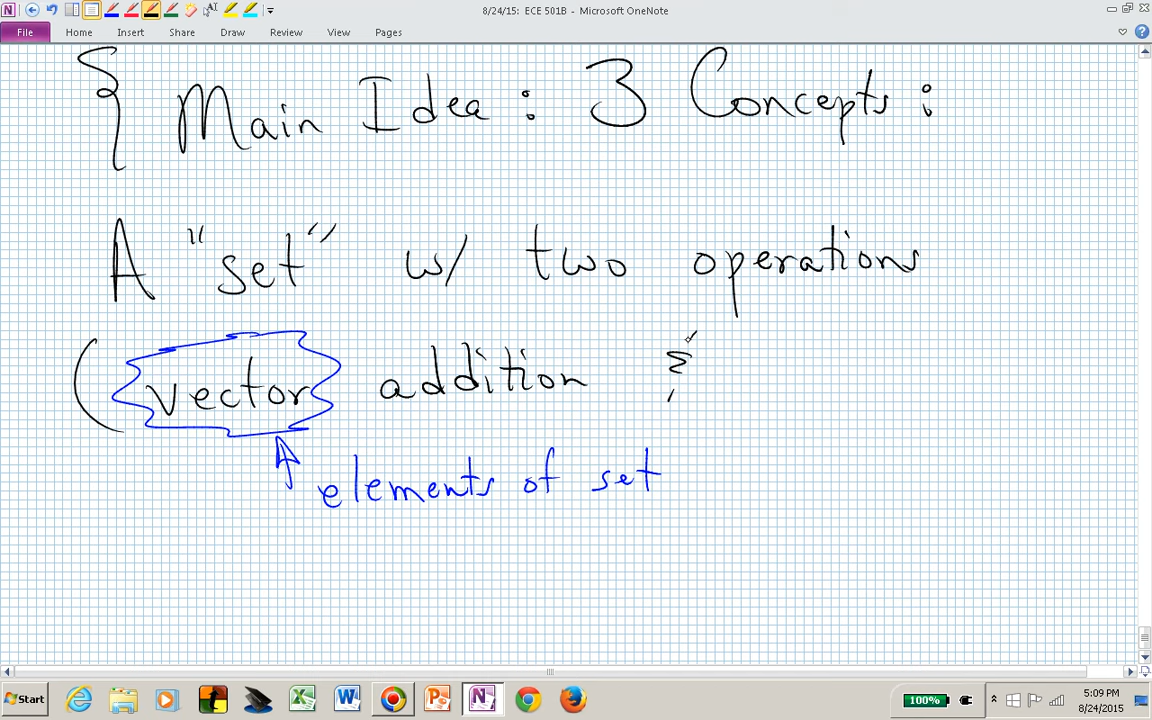 8/24/15: ECE 501B - Microsoft OneNote
File Home Insert Share Draw Review View Pages
{ Main Idea : 3 Concepts :
A "set" w/ two operations
( vector addition &
elements of set
Start
100%
5:09 PM
8/24/2015